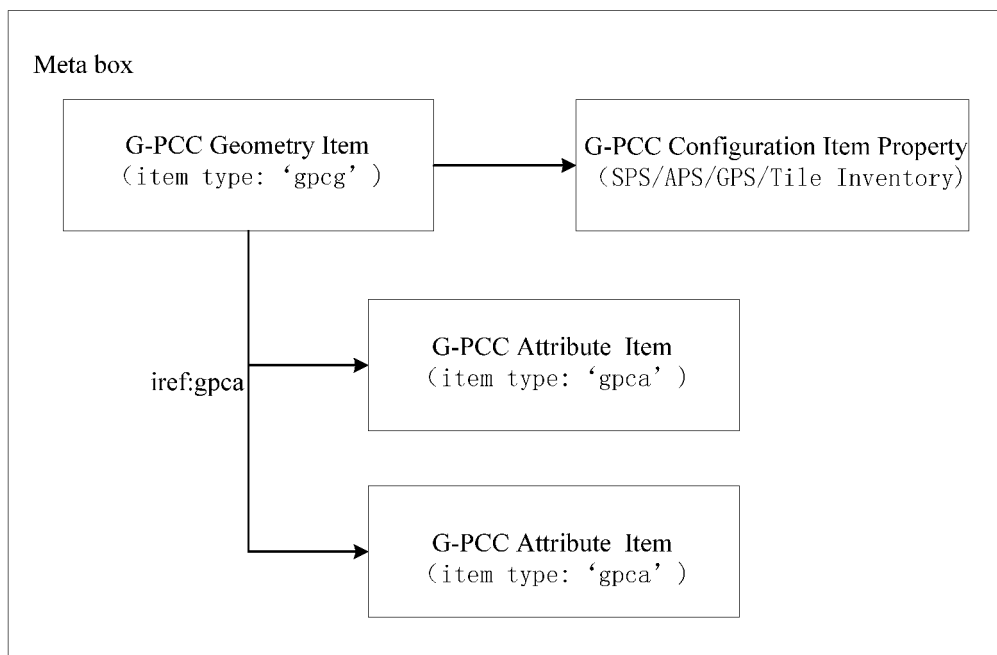 Meta box
G-PCC Geometry Item
（item type: ‘gpcg’）
G-PCC Configuration Item Property
（SPS/APS/GPS/Tile Inventory）
G-PCC Attribute Item
（item type: ‘gpca’）
iref:gpca
G-PCC Attribute Item
（item type: ‘gpca’）